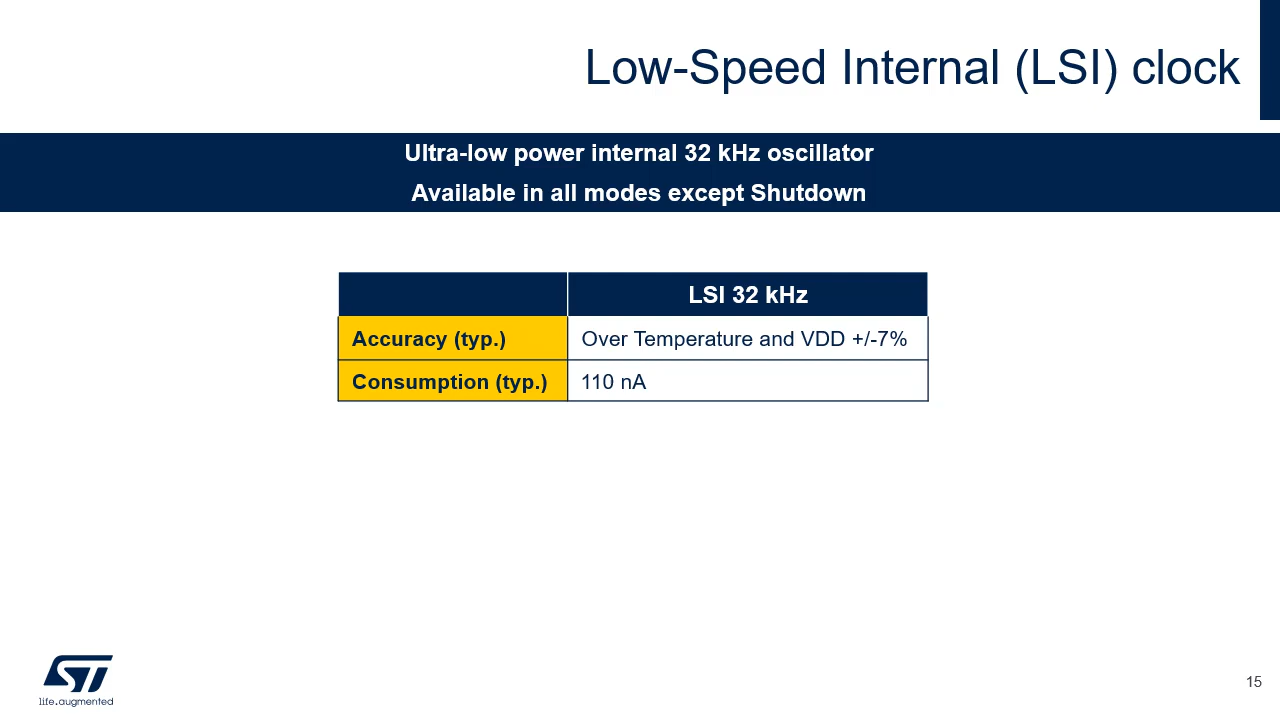 Low-Speed Internal (LSI) clock
Ultra-low power internal 32 kHz oscillator
Available in all modes except Shutdown
LSI 32 kHz
Accuracy (typ.) Over Temperature and VDD +/-7%
Consumption (typ.) 110 nA
ST
life.augmented
15